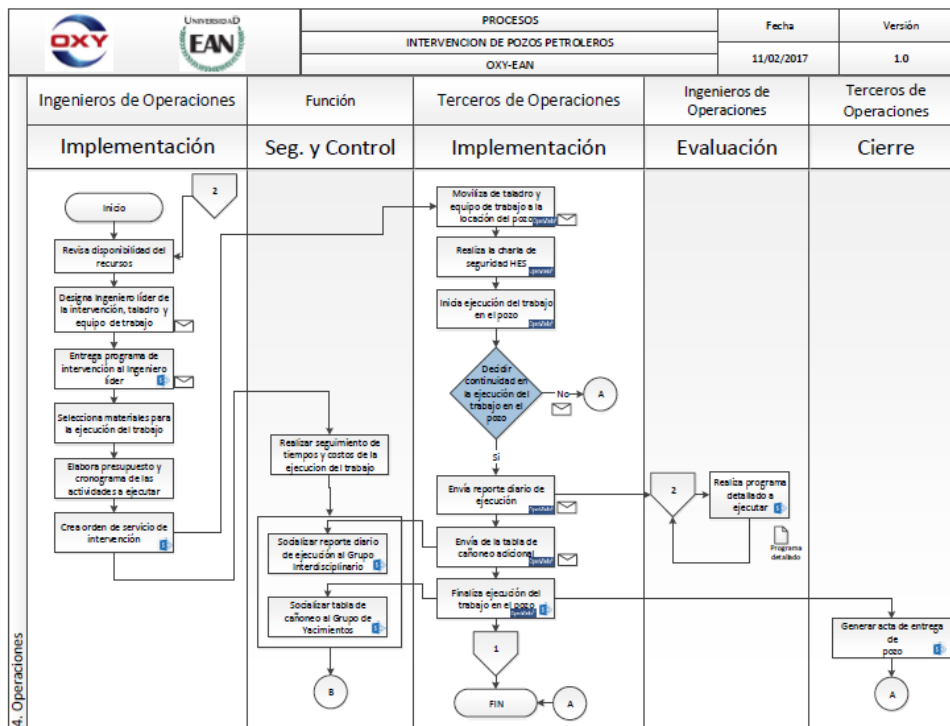 OXY
UNIVERSIDAD
EAN
PROCESOS
INTERVENCION DE POZOS PETROLEROS
OXY-EAN
Fecha
Versión
11/02/2017
1.0
Ingenieros de Operaciones
Función
Terceros de Operaciones
Ingenieros de
Operaciones
Terceros de
Operaciones
Implementación
Seg. y Control
Implementación
Evaluación
Cierre
4. Operaciones
Inicio
2
Revisa disponibilidad del
recursos
Designa Ingeniero líder de
la intervención, taladro y
equipo de trabajo
Entrega programa de
intervención al Ingeniero
líder
Selecciona materiales para
la ejecución del trabajo
Elabora presupuesto y
cronograma de las
actividades a ejecutar
Crea orden de servicio de
intervención
Realizar seguimiento de
tiempos y costos de la
ejecucion del trabajo
Socializar reporte diario
de ejecución al Grupo
Interdisciplinario
Socializar tabla de
cañoneo al Grupo de
Yacimientos
B
Moviliza de taladro y
equipo de trabajo a la
locación del pozo
Realiza la charla de
seguridad HES
Inicia ejecución del trabajo
en el pozo
Decidir
continuidad en
la ejecución del
trabajo en el
pozo
No
A
Si
Envía reporte diario de
ejecución
Envía de la tabla de
cañoneo adicional
Finaliza ejecución del
trabajo en el pozo
1
FIN
A
2
Realiza programa
detallado a
ejecutar
Programa
detallado
Generar acta de entrega
de
pozo
A